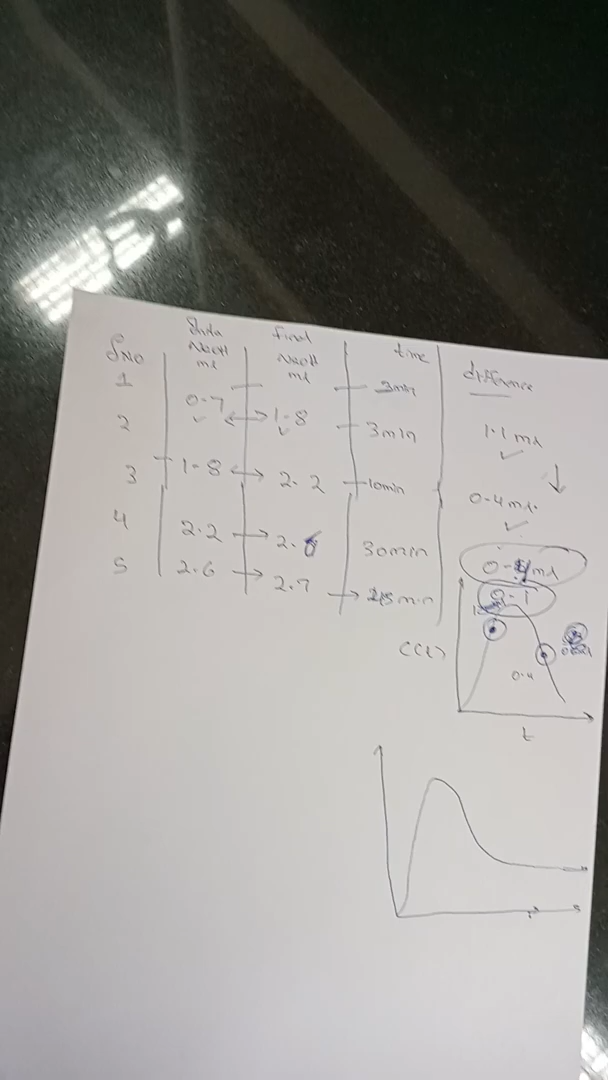 SNo Initial NaOH ml final NaOH ml time difference
1 3min
2 0-7 1-8 3min 1.1 ml
3 1-8 2.2 10min 0-4 ml
4 2.2 2.6 30min
5 2.6 2.7
0-1
C(t)
0.4
t